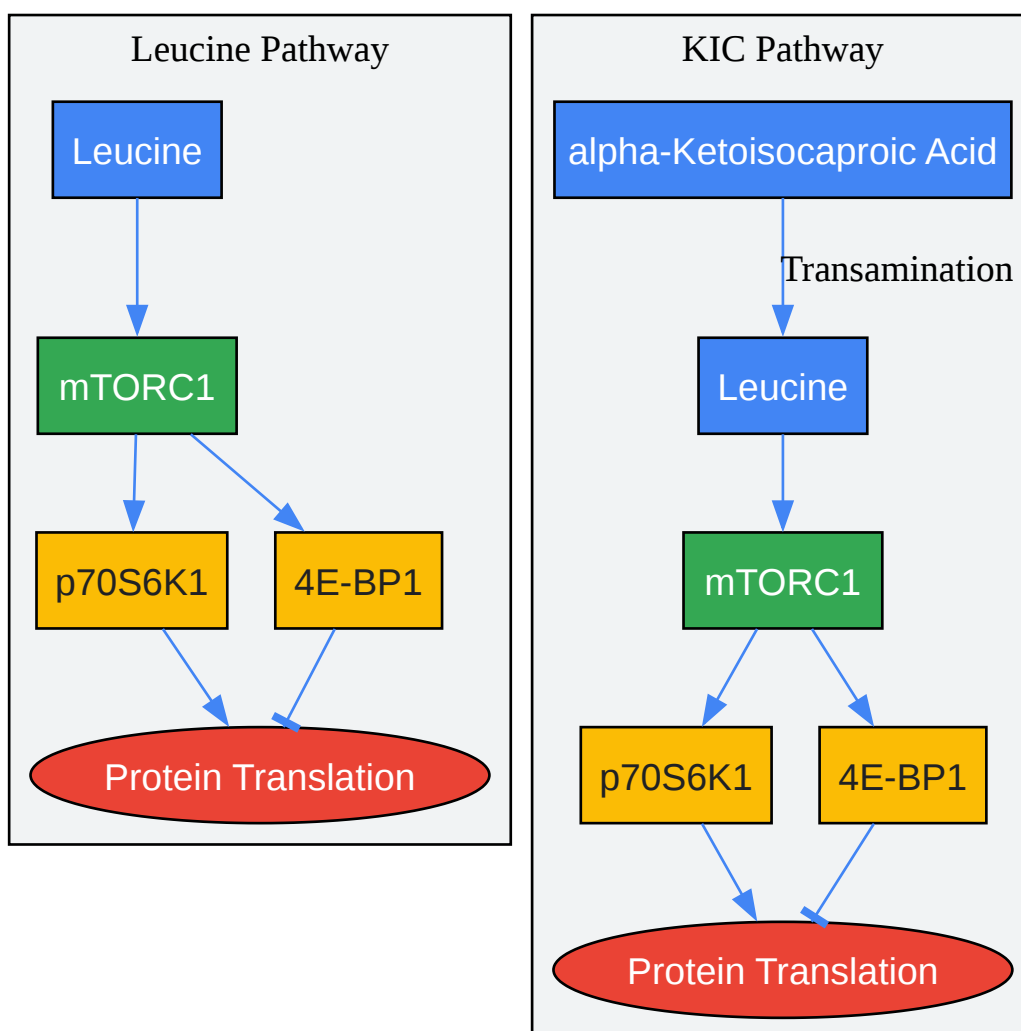 Leucine Pathway
Leucine
mTORC1
p70S6K1
4E-BP1
Protein Translation
KIC Pathway
alpha-Ketoisocaproic Acid
Transamination
Leucine
mTORC1
p70S6K1
4E-BP1
Protein Translation